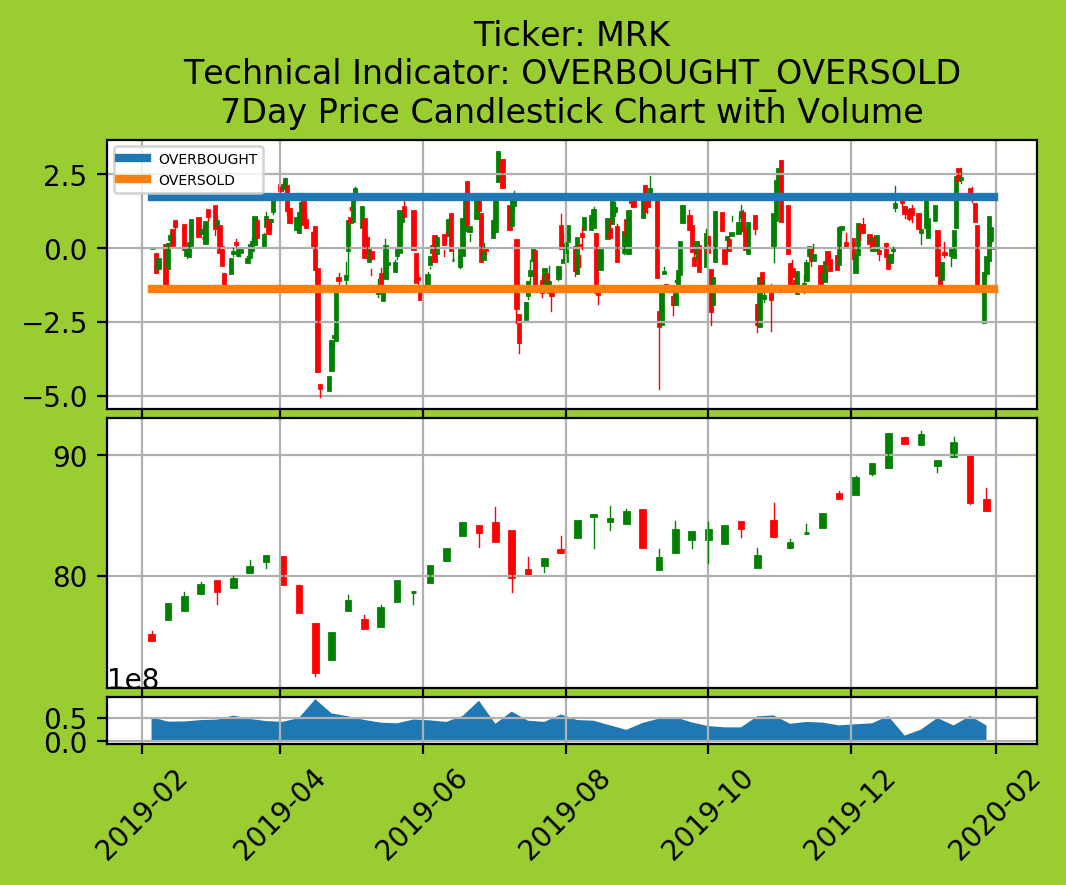 Ticker: MRK
Technical Indicator: OVERBOUGHT_OVERSOLD
7Day Price Candlestick Chart with Volume
OVERBOUGHT
OVERSOLD
2.5
0.0
−2.5
−5.0
90
80
1e8
0.5
0.0
2019-02
2019-04
2019-06
2019-08
2019-10
2019-12
2020-02